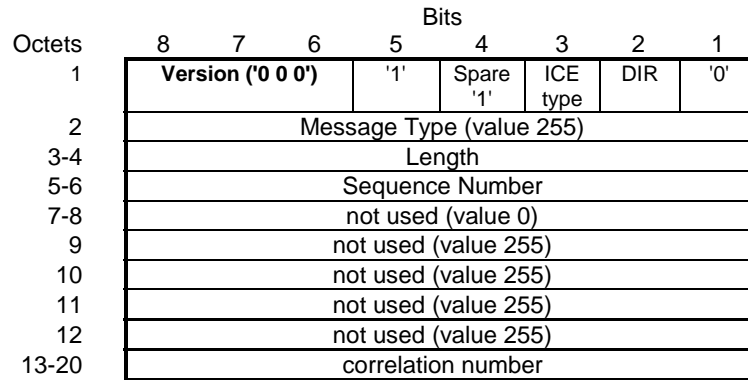 Bits
Octets 8 7 6 5 4 3 2 1
1 Version ('0 0 0') '1' Spare '1' ICE type DIR '0'
2 Message Type (value 255)
3-4 Length
5-6 Sequence Number
7-8 not used (value 0)
9 not used (value 255)
10 not used (value 255)
11 not used (value 255)
12 not used (value 255)
13-20 correlation number